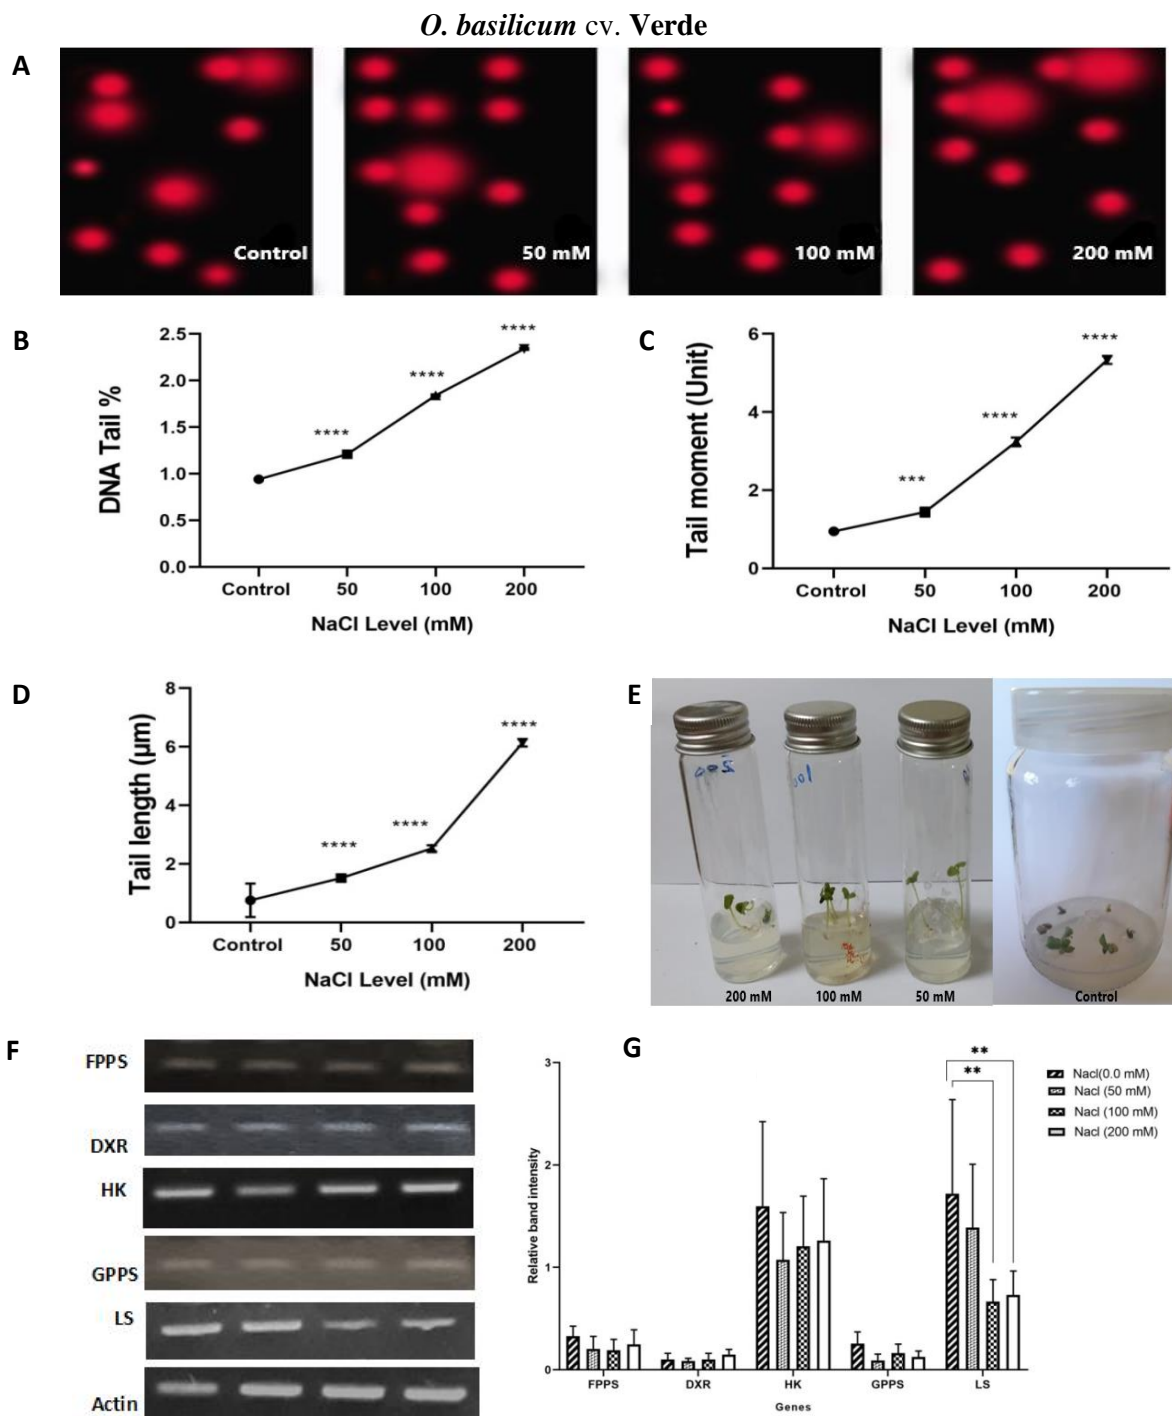 O. basilicum cv. Verde
A
Control
50 mM
100 mM
200 mM
B
DNA Tail %
2.5
2.0
1.5
1.0
0.5
0.0
****
****
****
Control 50 100 200
NaCl Level (mM)
C
Tail moment (Unit)
6
4
2
0
***
****
****
Control 50 100 200
NaCl Level (mM)
D
Tail length (µm)
8
6
4
2
0
****
****
****
Control 50 100 200
NaCl Level (mM)
E
200
100
200 mM
100 mM
50 mM
Control
F
FPPS
DXR
HK
GPPS
LS
Actin
G
Relative band intensity
3
2
1
0
**
**
FPPS DXR HK GPPS LS
Genes
Nacl(0.0 mM)
Nacl (50 mM)
Nacl (100 mM)
Nacl (200 mM)